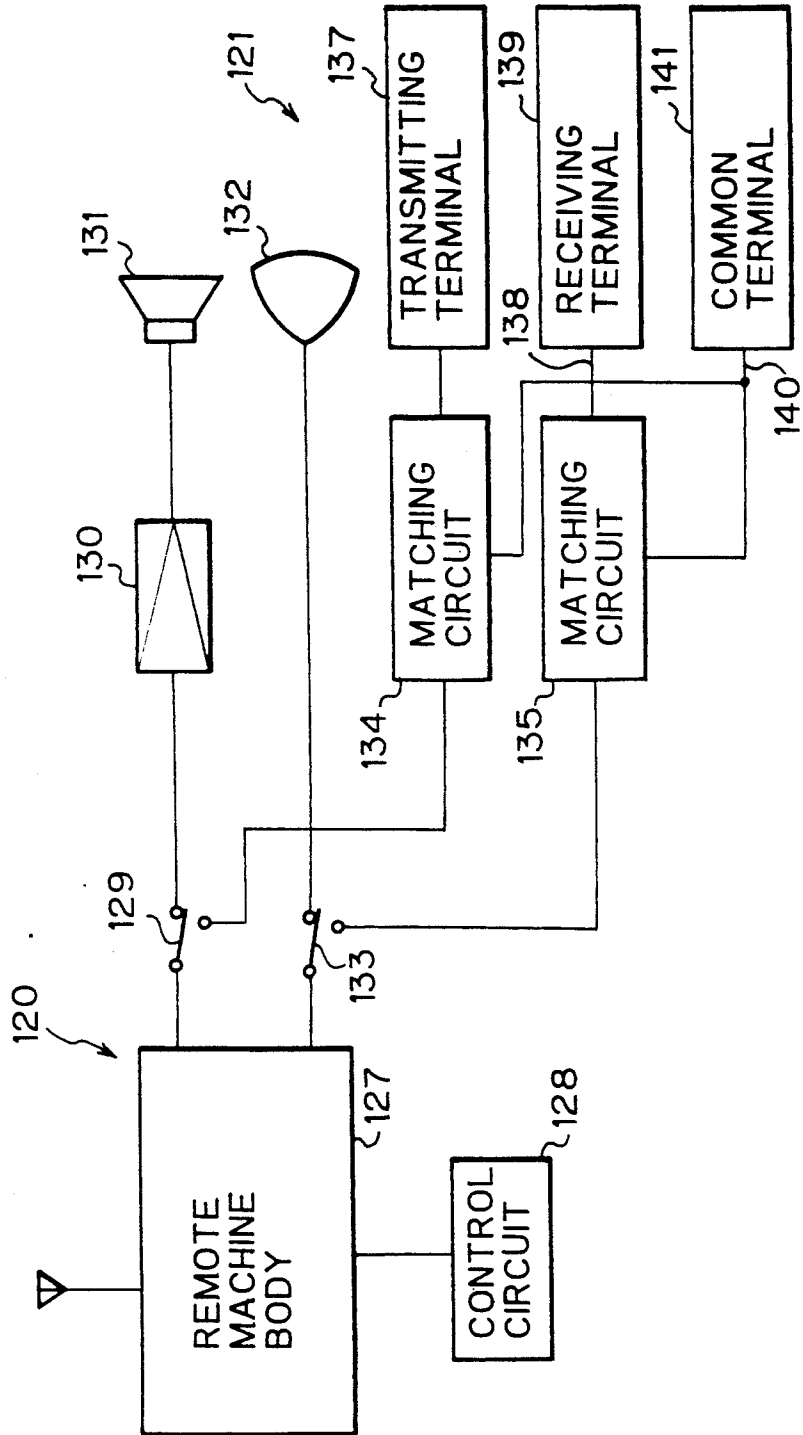 120
121
131
132
130
129
133
REMOTE
MACHINE
BODY
127
CONTROL
CIRCUIT
128
134
MATCHING
CIRCUIT
TRANSMITTING
TERMINAL
137
135
MATCHING
CIRCUIT
138
RECEIVING
TERMINAL
139
COMMON
TERMINAL
141
140